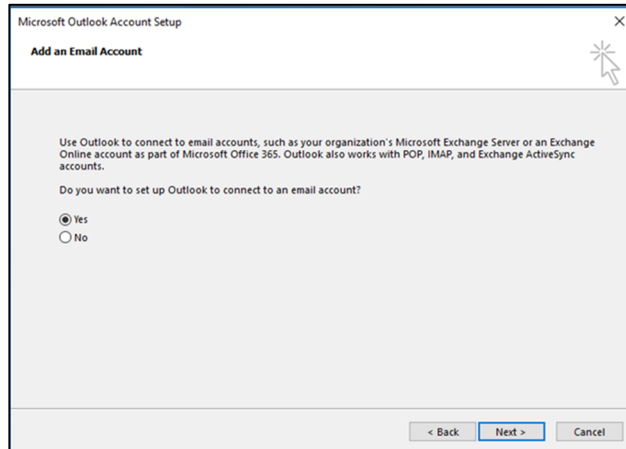 Microsoft Outlook Account Setup
Add an Email Account
Use Outlook to connect to email accounts, such as your organization's Microsoft Exchange Server or an Exchange
Online account as part of Microsoft Office 365. Outlook also works with POP, IMAP, and Exchange ActiveSync
accounts.
Do you want to set up Outlook to connect to an email account?
Yes
No
< Back Next > Cancel